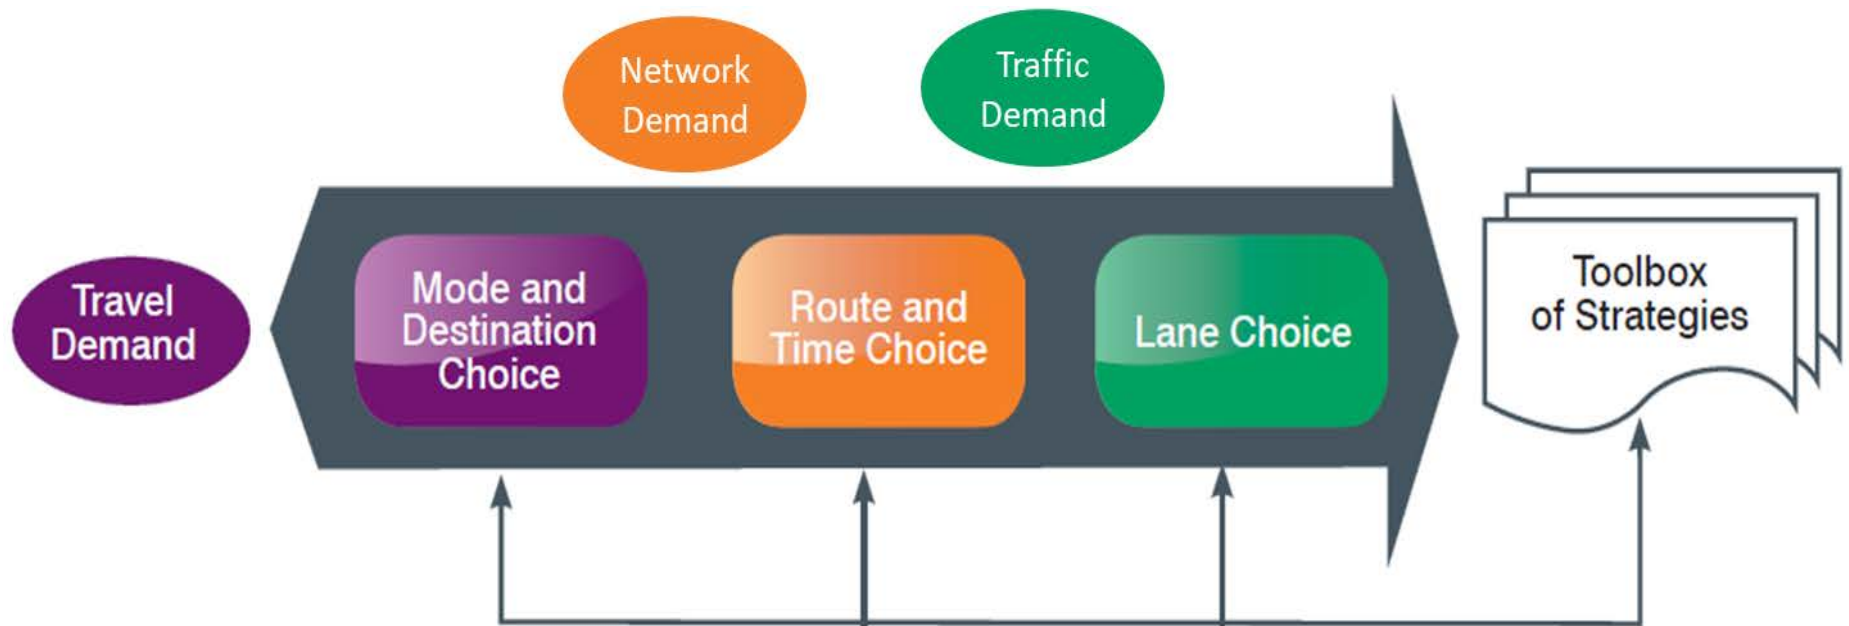 Network
Demand
Traffic
Demand
Travel
Demand
Mode and
Destination
Choice
Route and
Time Choice
Lane Choice
Toolbox
of Strategies